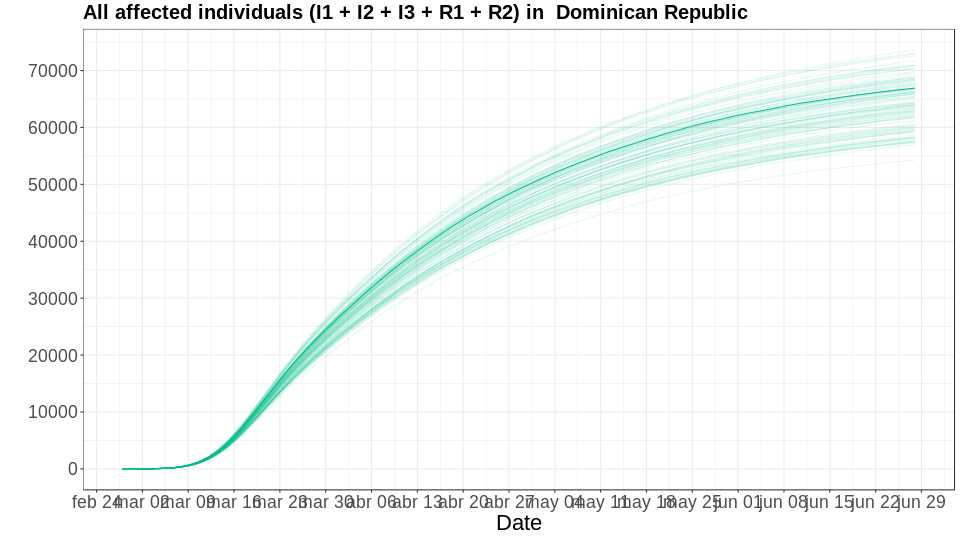 All affected individuals (I1 + I2 + I3 + R1 + R2) in  Dominican Republic
70000
60000
50000
40000
30000
20000
10000
0
feb 24 mar 02 mar 09 mar 16 mar 23 mar 30 abr 06 abr 13 abr 20 abr 27 may 04 may 11 may 18 may 25 jun 01 jun 08 jun 15 jun 22 jun 29
Date